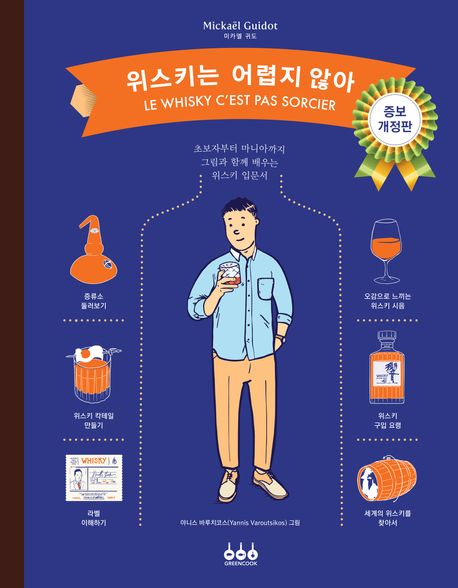 Mickaël Guidot
미카엘 귀도
위스키는 어렵지 않아
LE WHISKY C'EST PAS SORCIER
증보
개정판
초보자부터 마니아까지
그림과 함께 배우는
위스키 입문서
증류소
둘러보기
오감으로 느끼는
위스키 시음
위스키 칵테일
만들기
위스키
구입 요령
WHISKY
라벨
이해하기
세계의 위스키를
찾아서
야니스 바루치코스(Yannis Varoutsikos) 그림
GREENCOOK